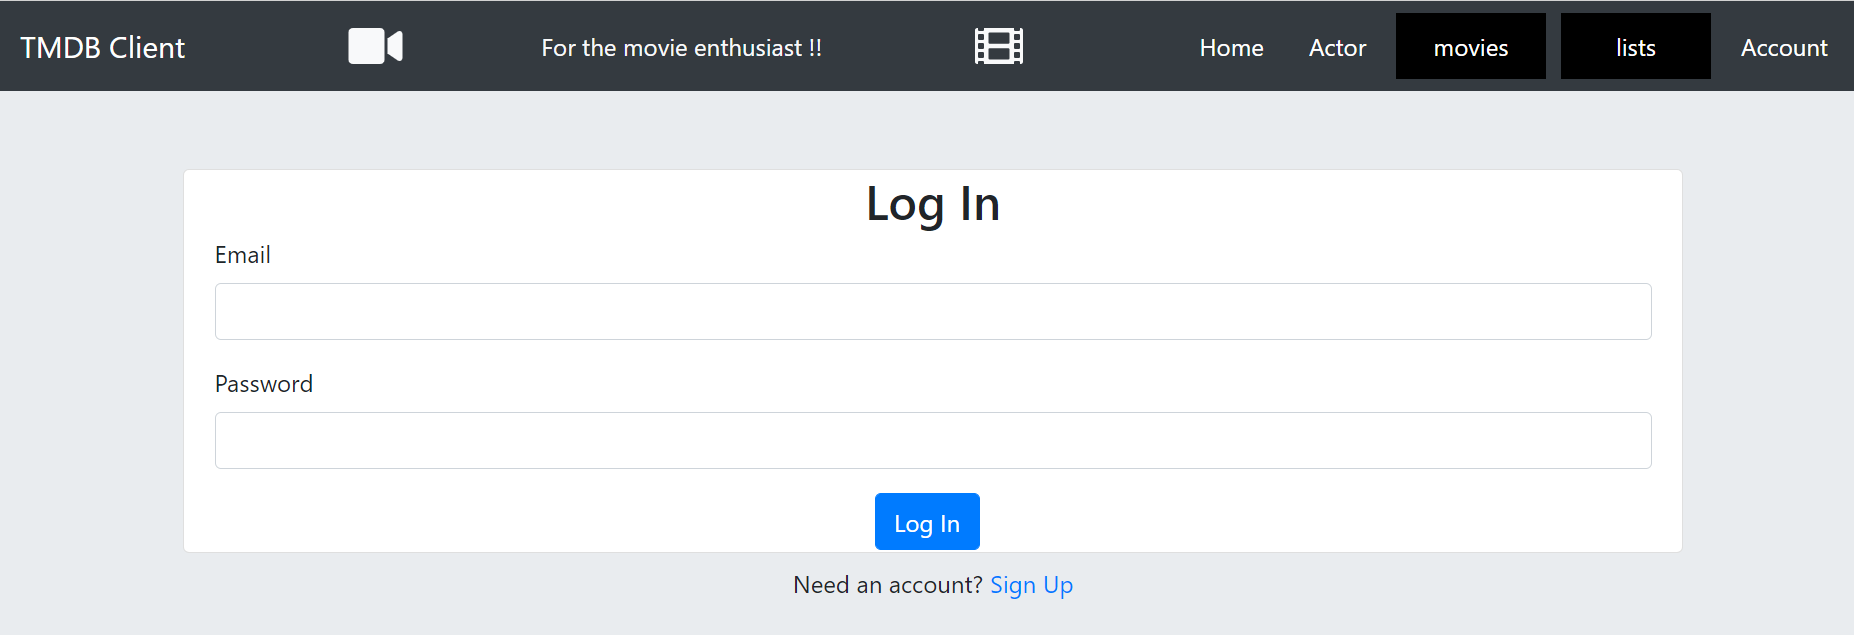 TMDB Client For the movie enthusiast !! Home Actor movies lists Account
Log In
Email
Password
Log In
Need an account? Sign Up